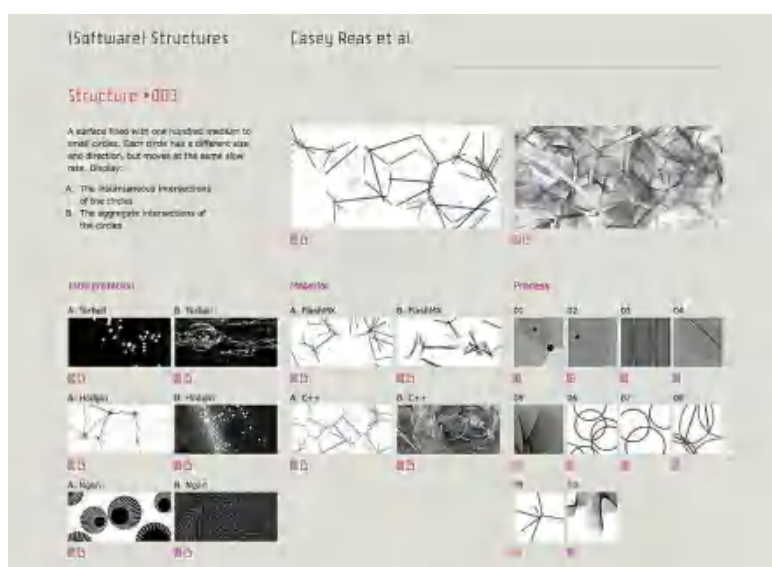 {Software} Structures
Casey Reas et al.
Structure #003
A surface filled with one hundred medium to
small circles. Each circle has a different size
and direction, but moves at the same slow
rate. Display:
A. The instantaneous intersections
of the circles
B. The aggregate intersections of
the circles
Interpretation
Material
Process
A. Tarbell
B. Tarbell
A. FlashMX
B. FlashMX
01
02
03
04
A. Hodgin
B. Hodgin
A. C++
B. C++
05
06
07
08
A. Ngan
B. Ngan
09
10